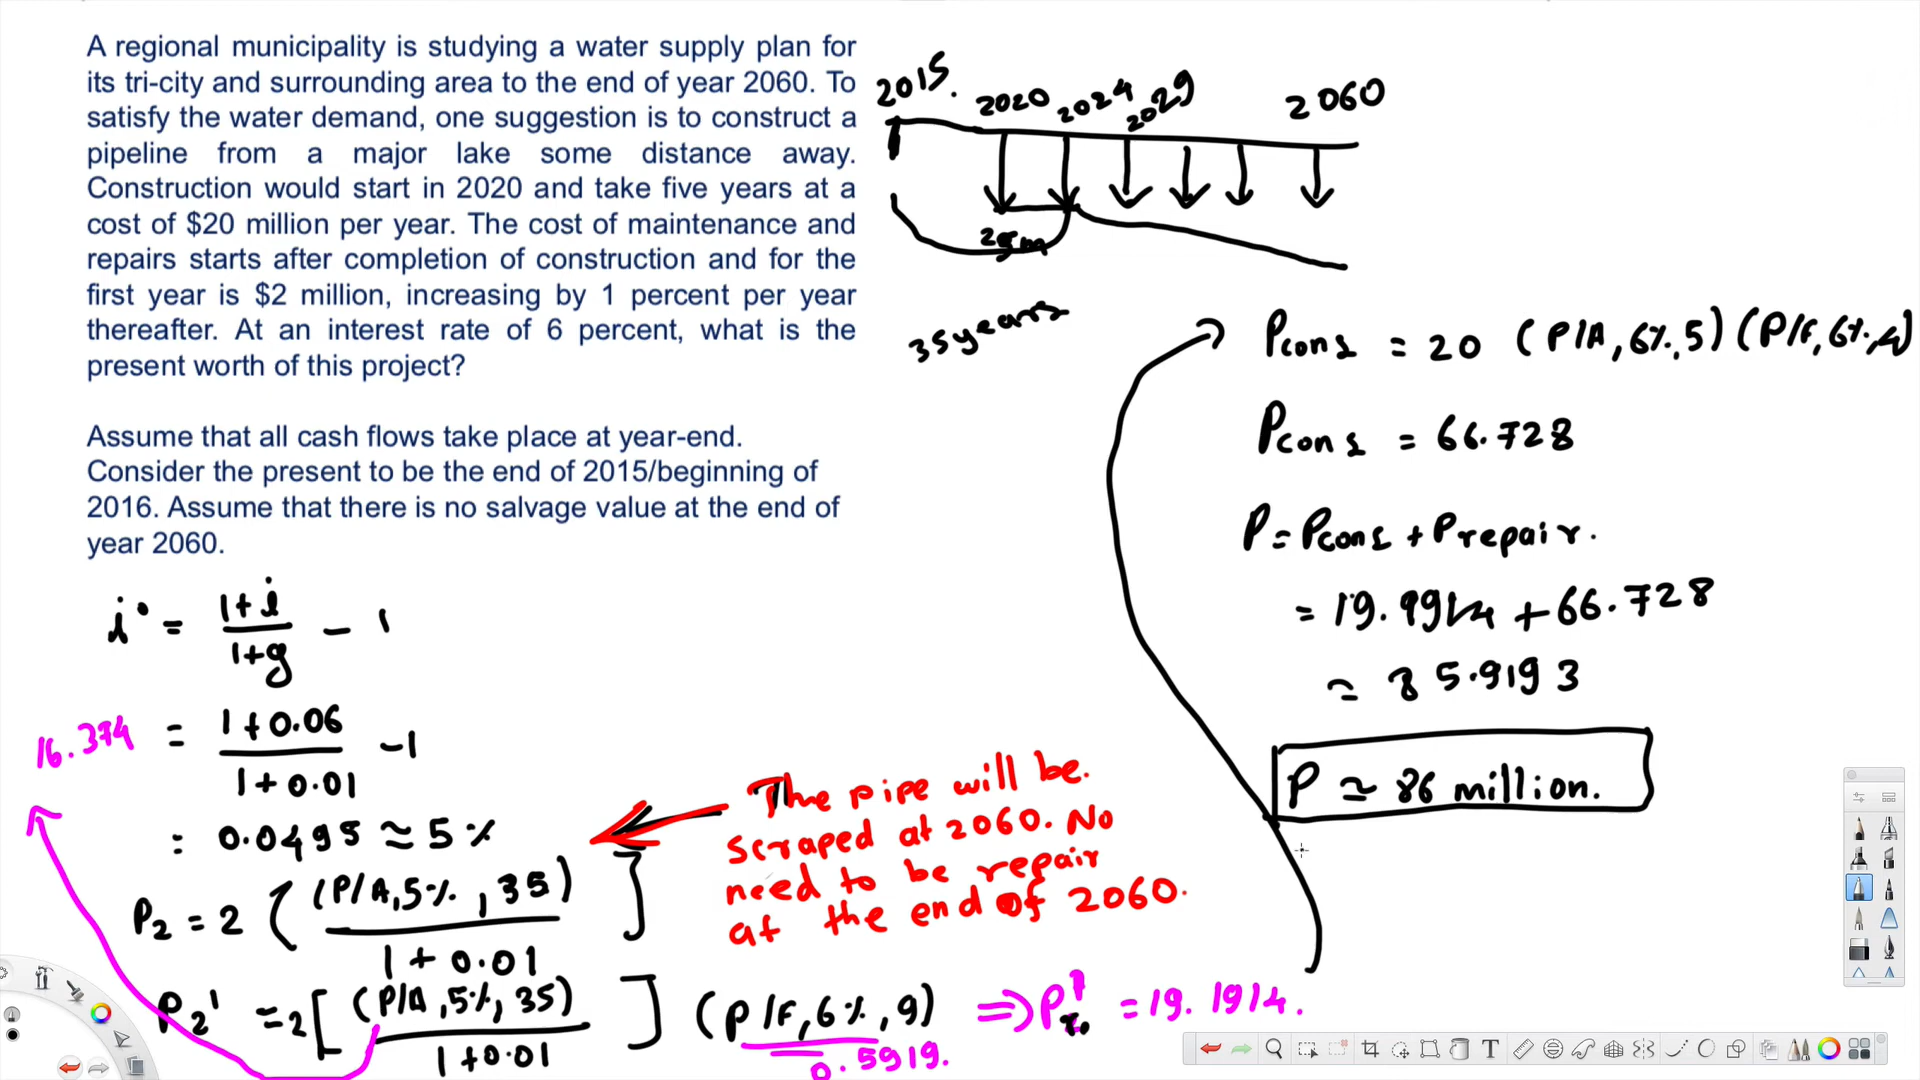 A regional municipality is studying a water supply plan for
its tri-city and surrounding area to the end of year 2060. To
satisfy the water demand, one suggestion is to construct a
pipeline from a major lake some distance away.
Construction would start in 2020 and take five years at a
cost of $20 million per year. The cost of maintenance and
repairs starts after completion of construction and for the
first year is $2 million, increasing by 1 percent per year
thereafter. At an interest rate of 6 percent, what is the
present worth of this project?
Assume that all cash flows take place at year-end.
Consider the present to be the end of 2015/beginning of
2016. Assume that there is no salvage value at the end of
year 2060.
2015.
2020 2024 2029 2060
35 years
Pcons = 20 (P/A, 6%, 5) (P/F, 6%, 4)
Pcons = 66.728
P = Pcons + Prepair.
= 19.9914 + 66.728
≈ 85.9193
P ≃ 86 million.
i° = 1+i / 1+g - 1
16.374 = 1+0.06 / 1+0.01 - 1
= 0.0495 ≈ 5%
The pipe will be.
scraped at 2060. No
need to be repair
at the end of 2060.
P2 = 2 ( (P/A, 5%, 35) / 1+0.01 ]
P2' = 2 [ (P/A, 5%, 35) / 1+0.01 ] (P/F, 6%, 9) ⇒ P = 19.1914.
0.5919.
T